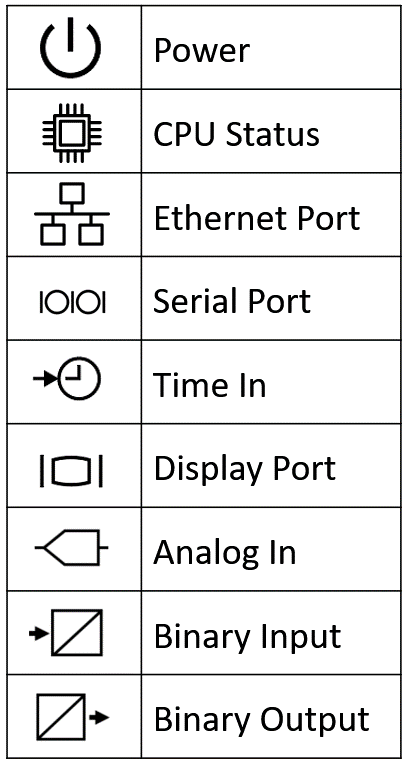 Power
CPU Status
Ethernet Port
Serial Port
Time In
Display Port
Analog In
Binary Input
Binary Output